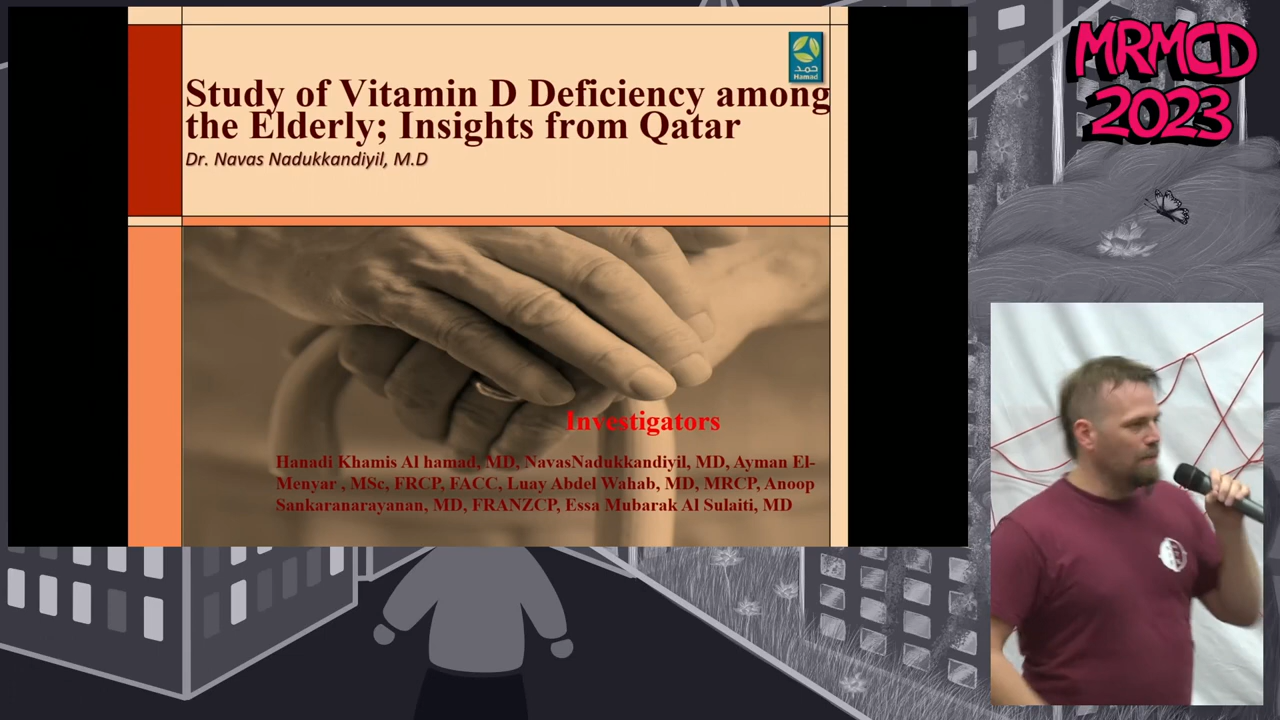 MRMCD
2023
حمد
Hamad
Study of Vitamin D Deficiency among
the Elderly; Insights from Qatar
Dr. Navas Nadukkandiyil, M.D
Investigators
Hanadi Khamis Al hamad, MD, NavasNadukkandiyil, MD, Ayman El-
Menyar , MSc, FRCP, FACC, Luay Abdel Wahab, MD, MRCP, Anoop
Sankaranarayanan, MD, FRANZCP, Essa Mubarak Al Sulaiti, MD